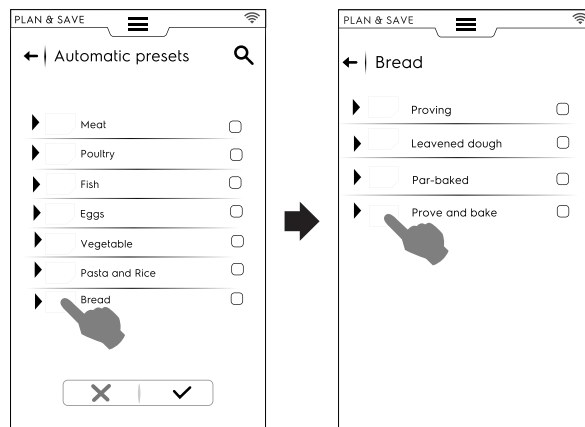 PLAN & SAVE
Automatic presets
Meat
Poultry
Fish
Eggs
Vegetable
Pasta and Rice
Bread
PLAN & SAVE
Bread
Proving
Leavened dough
Par-baked
Prove and bake